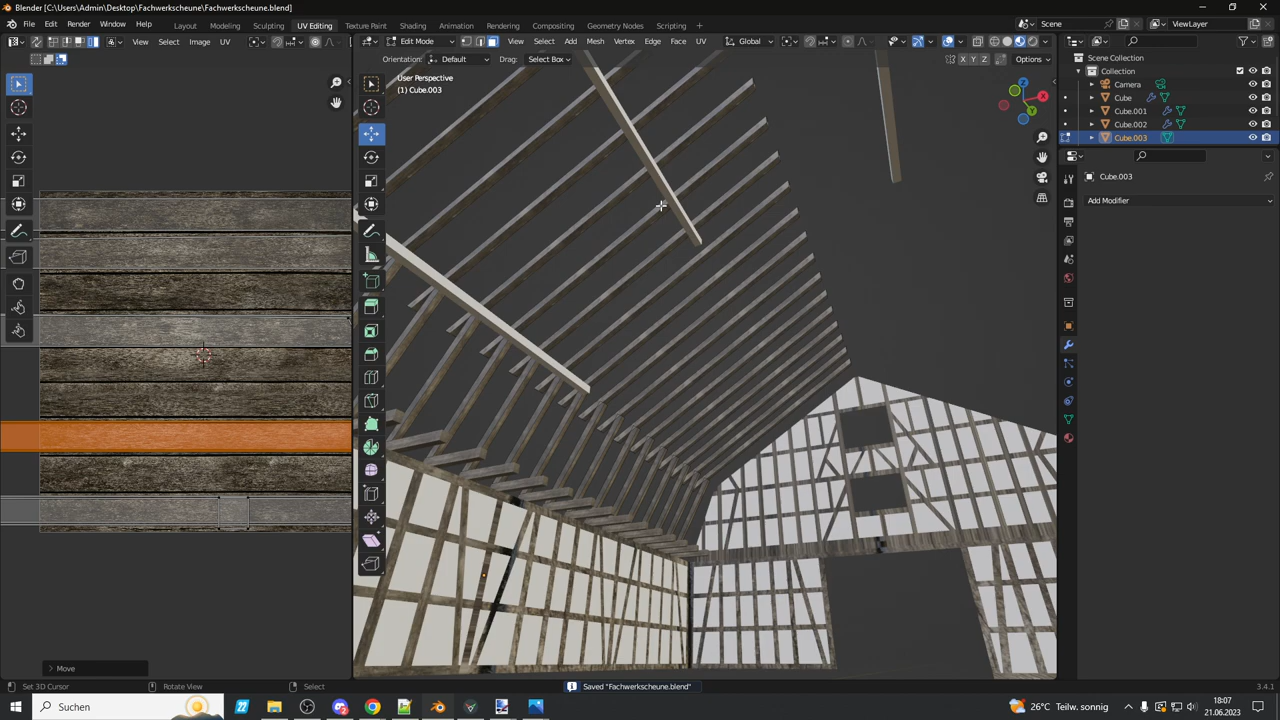 Blender [C:\Users\Admin\Desktop\Fachwerkscheune\Fachwerkscheune.blend]
File Edit Render Window Help Layout Modeling Sculpting UV Editing Texture Paint Shading Animation Rendering Compositing Geometry Nodes Scripting + Scene ViewLayer
View Select Image UV Edit Mode View Select Add Mesh Vertex Edge Face UV Global
Orientation: Default Drag: Select Box X Y Z Options
User Perspective
(1) Cube.003
Z
X
Y
Scene Collection
Collection
Camera
Cube
Cube.001
Cube.002
Cube.003
Cube.003
Add Modifier
Move
Set 3D Cursor Rotate View Select Saved "Fachwerkscheune.blend" 3.4.1
Suchen 26°C Teilw. sonnig 18:07
21.06.2023